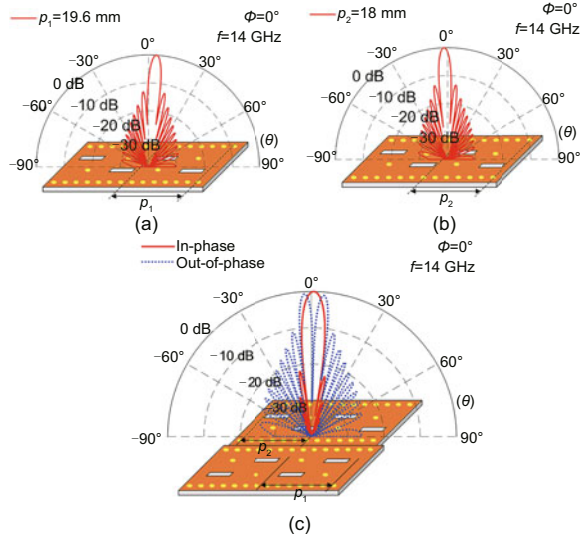 p₁=19.6 mm
Φ=0°
f=14 GHz
0°
−30°
30°
0 dB
−60°
−10 dB
60°
−20 dB
(θ)
−30 dB
−90°
90°
p₁
(a)
p₂=18 mm
Φ=0°
f=14 GHz
0°
−30°
30°
0 dB
−60°
−10 dB
60°
−20 dB
(θ)
−30 dB
−90°
90°
p₂
(b)
In-phase
Out-of-phase
Φ=0°
f=14 GHz
0°
−30°
30°
0 dB
−60°
−10 dB
60°
−20 dB
(θ)
−30 dB
−90°
90°
p₂
p₁
(c)